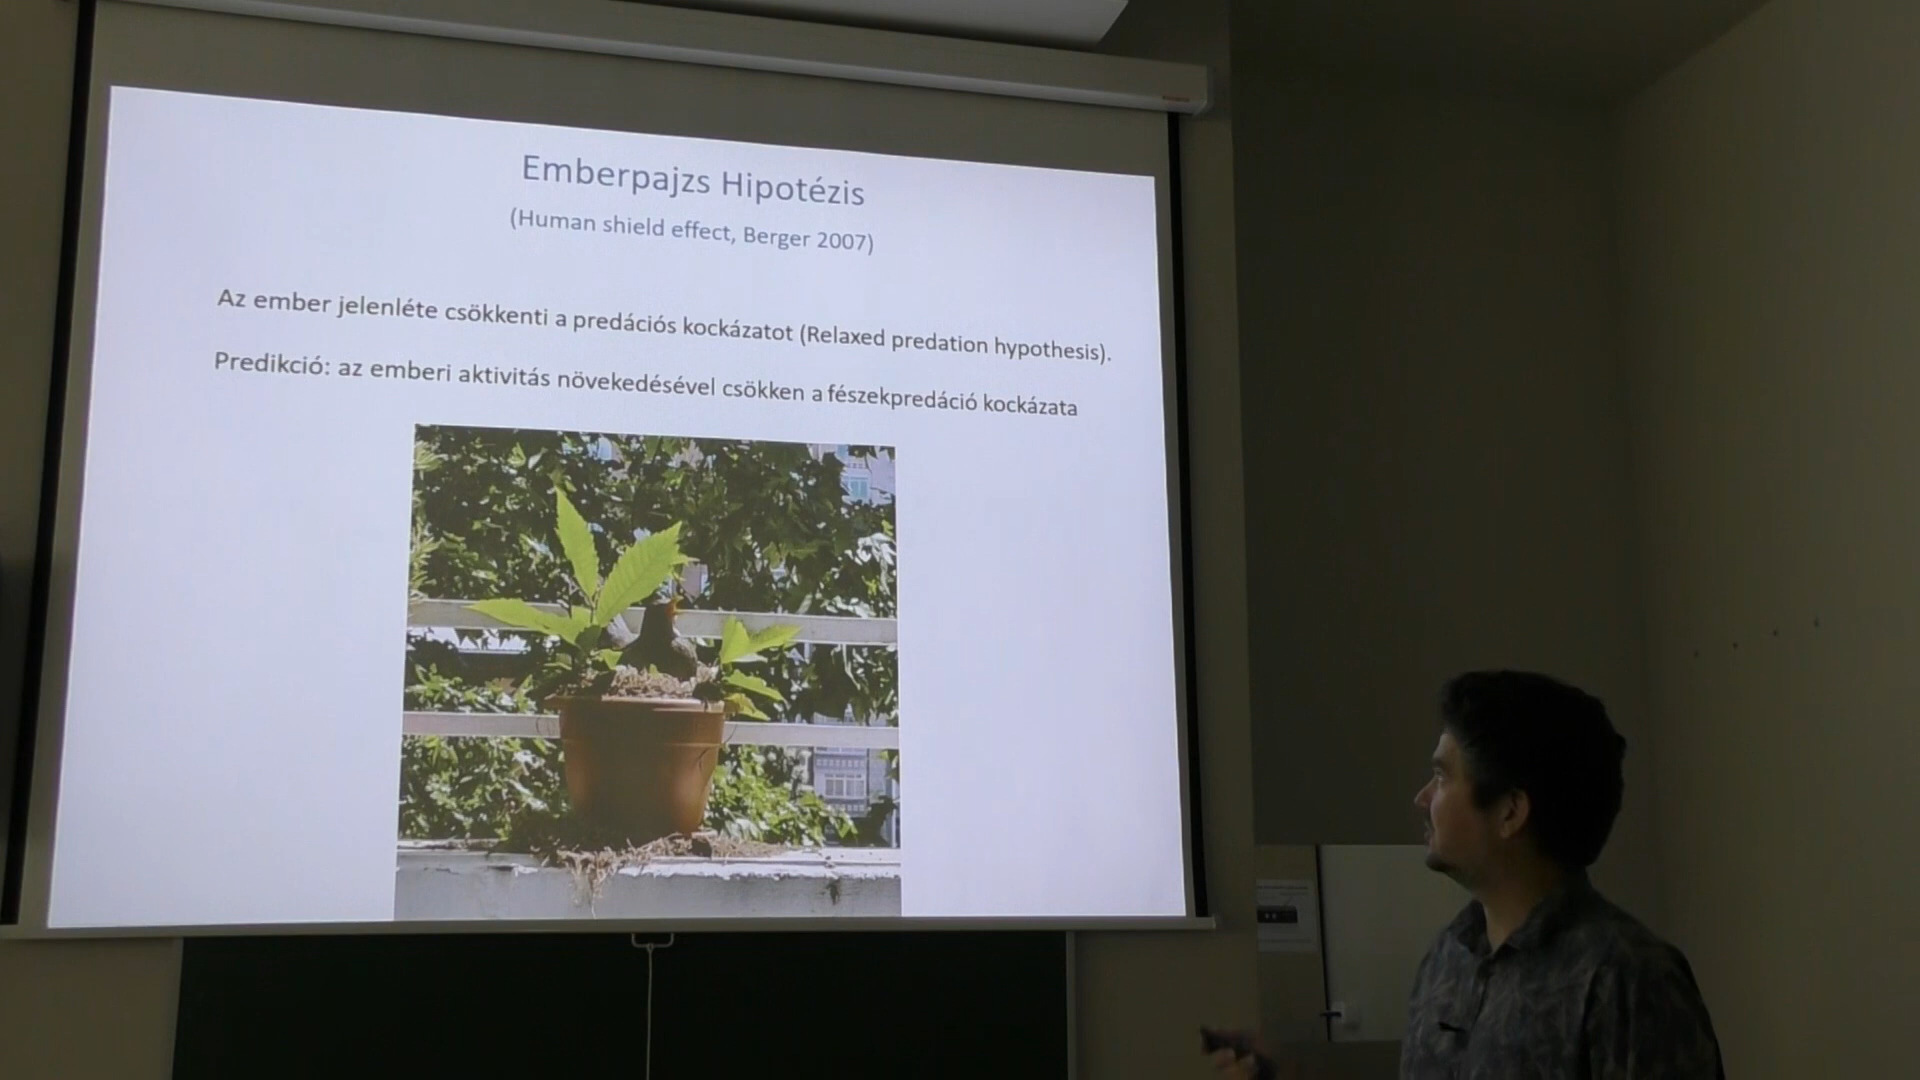 Emberpajzs Hipotézis
(Human shield effect, Berger 2007)
Az ember jelenléte csökkenti a predációs kockázatot (Relaxed predation hypothesis).
Predikció: az emberi aktivitás növekedésével csökken a fészekpredáció kockázata